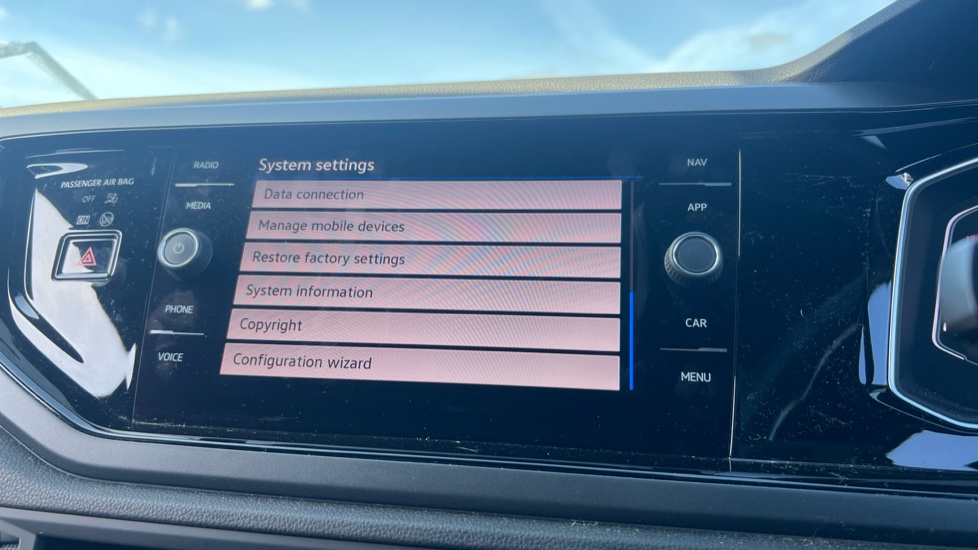 PASSENGER AIR BAG
OFF
ON
RADIO
MEDIA
PHONE
VOICE
System settings
Data connection
Manage mobile devices
Restore factory settings
System information
Copyright
Configuration wizard
NAV
APP
CAR
MENU